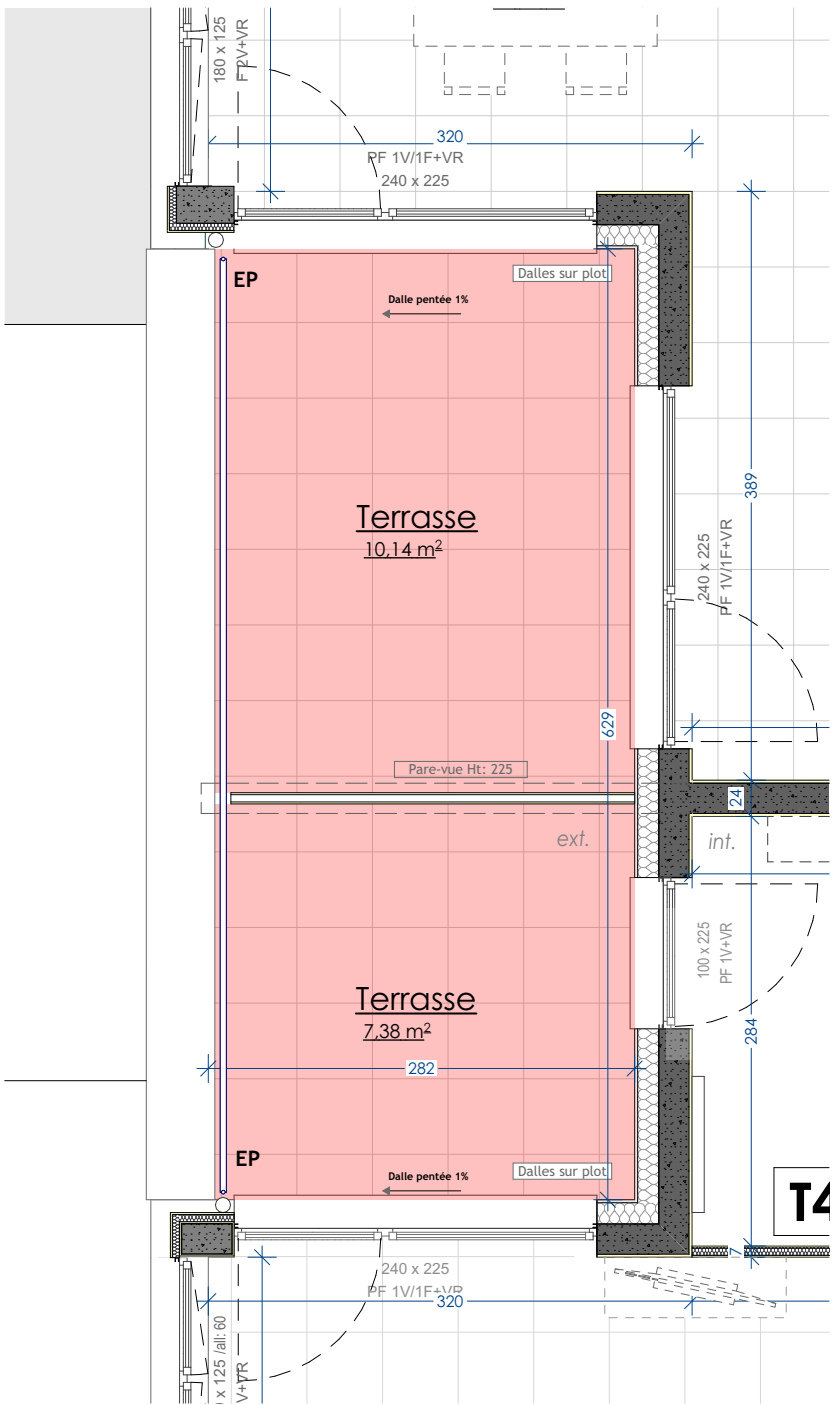 180 x 125
F 2V+VR
320
PF 1V/1F+VR
240 x 225
EP
Dalles sur plot
Dalle pentée 1%
389
Terrasse
10,14 m²
240 x 225
PF 1V/1F+VR
629
Pare-vue Ht: 225
24
ext.
int.
100 x 225
PF 1V+VR
Terrasse
7,38 m²
284
282
EP
Dalles sur plot
Dalle pentée 1%
T4
7
240 x 225
PF 1V/1F+VR
320
x 125 /all: 60
V+VR